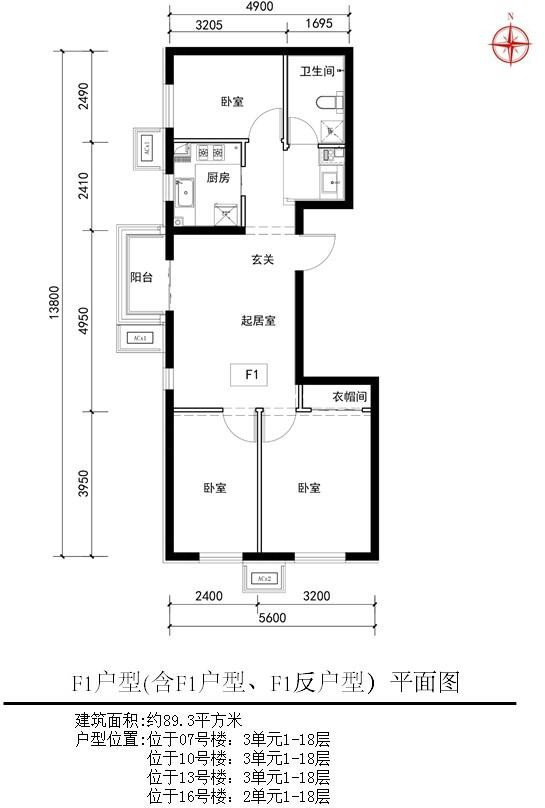 4900
N
3205
1695
卫生间
卧室
2490
ACx1
厨房
2410
玄关
阳台
13800
起居室
4950
ACx1
F1
衣帽间
3950
卧室
卧室
ACx2
2400
3200
5600
F1户型(含F1户型、F1反户型）平面图
建筑面积:约89.3平方米
户型位置:位于07号楼: 3单元1-18层
位于10号楼: 3单元1-18层
位于13号楼: 3单元1-18层
位于16号楼: 2单元1-18层